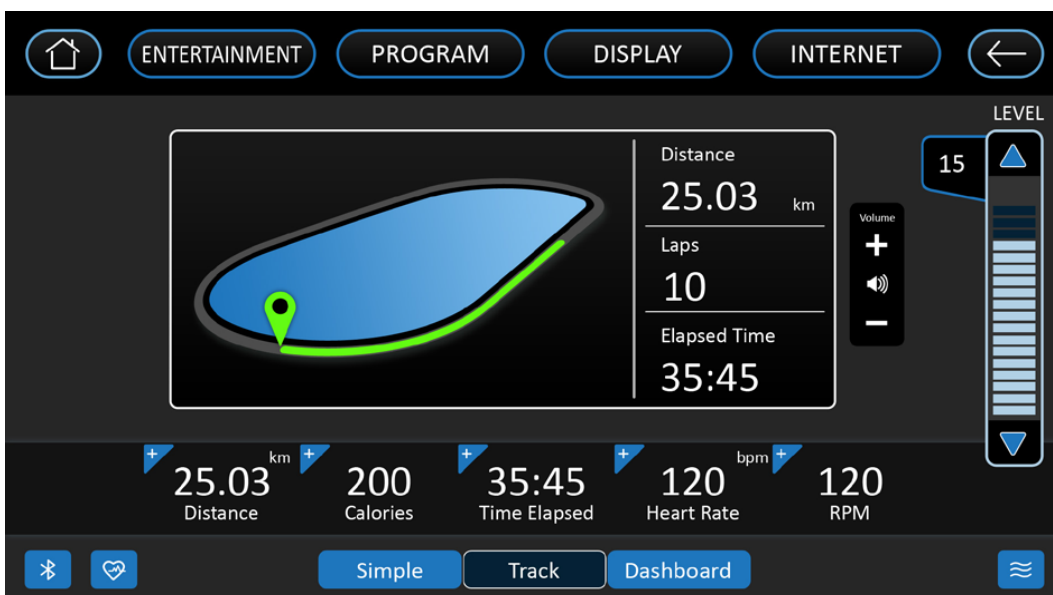 ENTERTAINMENT PROGRAM DISPLAY INTERNET
LEVEL
15
Distance
25.03 km
Laps
10
Elapsed Time
35:45
Volume
+
−
+ 25.03 km + 200 + 35:45 + 120 bpm + 120
Distance Calories Time Elapsed Heart Rate RPM
Simple Track Dashboard